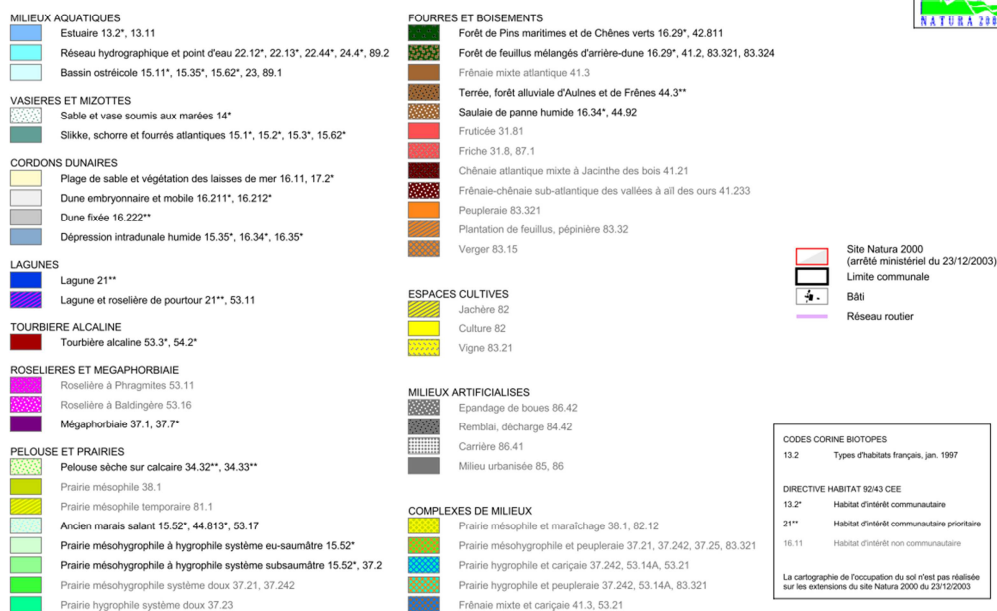 MILIEUX AQUATIQUES
Estuaire 13.2*, 13.11
Réseau hydrographique et point d'eau 22.12*, 22.13*, 22.44*, 24.4*, 89.2
Bassin ostréicole 15.11*, 15.35*, 15.62*, 23, 89.1
VASIERES ET MIZOTTES
Sable et vase soumis aux marées 14*
Slikke, schorre et fourrés atlantiques 15.1*, 15.2*, 15.3*, 15.62*
CORDONS DUNAIRES
Plage de sable et végétation des laisses de mer 16.11, 17.2*
Dune embryonnaire et mobile 16.211*, 16.212*
Dune fixée 16.222**
Dépression intradunale humide 15.35*, 16.34*, 16.35*
LAGUNES
Lagune 21**
Lagune et roselière de pourtour 21**, 53.11
TOURBIERE ALCALINE
Tourbière alcaline 53.3*, 54.2*
ROSELIERES ET MEGAPHORBIAIE
Roselière à Phragmites 53.11
Roselière à Baldingère 53.16
Mégaphorbiaie 37.1, 37.7*
PELOUSE ET PRAIRIES
Pelouse sèche sur calcaire 34.32**, 34.33**
Prairie mésophile 38.1
Prairie mésophile temporaire 81.1
Ancien marais salant 15.52*, 44.813*, 53.17
Prairie mésohygrophile à hygrophile système eu-saumâtre 15.52*
Prairie mésohygrophile à hygrophile système subsaumâtre 15.52*, 37.2
Prairie mésohygrophile système doux 37.21, 37.242
Prairie hygrophile système doux 37.23
FOURRES ET BOISEMENTS
Forêt de Pins maritimes et de Chênes verts 16.29*, 42.811
Forêt de feuillus mélangés d'arrière-dune 16.29*, 41.2, 83.321, 83.324
Frênaie mixte atlantique 41.3
Terrée, forêt alluviale d'Aulnes et de Frênes 44.3**
Saulaie de panne humide 16.34*, 44.92
Fruticée 31.81
Friche 31.8, 87.1
Chênaie atlantique mixte à Jacinthe des bois 41.21
Frênaie-chênaie sub-atlantique des vallées à aïl des ours 41.233
Peupleraie 83.321
Plantation de feuillus, pépinière 83.32
Verger 83.15
ESPACES CULTIVES
Jachère 82
Culture 82
Vigne 83.21
MILIEUX ARTIFICIALISES
Epandage de boues 86.42
Remblai, décharge 84.42
Carrière 86.41
Milieu urbanisée 85, 86
COMPLEXES DE MILIEUX
Prairie mésophile et maraîchage 38.1, 82.12
Prairie mésohygrophile et peupleraie 37.21, 37.242, 37.25, 83.321
Prairie hygrophile et cariçaie 37.242, 53.14A, 53.21
Prairie hygrophile et peupleraie 37.242, 53.14A, 83.321
Frênaie mixte et cariçaie 41.3, 53.21
Site Natura 2000
(arrêté ministériel du 23/12/2003)
Limite communale
Bâti
Réseau routier
CODES CORINE BIOTOPES
13.2 Types d'habitats français, jan. 1997
DIRECTIVE HABITAT 92/43 CEE
13.2* Habitat d'intérêt communautaire
21** Habitat d'intérêt communautaire prioritaire
16.11 Habitat d'intérêt non communautaire
La cartographie de l'occupation du sol n'est pas réalisée
sur les extensions du site Natura 2000 du 23/12/2003
NATURA